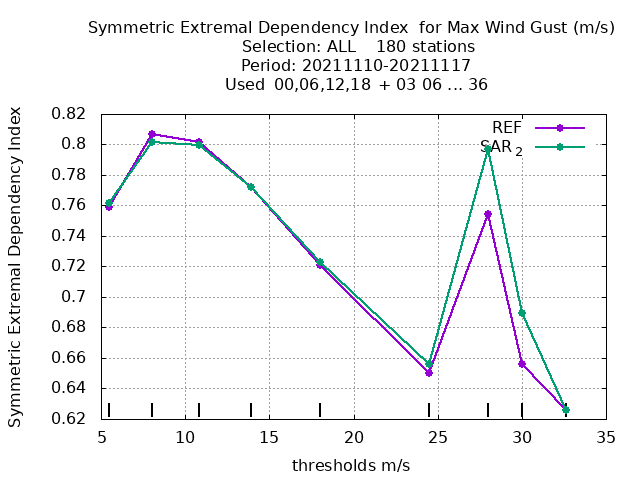 Symmetric Extremal Dependency Index  for Max Wind Gust (m/s)
Selection: ALL    180 stations
Period: 20211110-20211117
Used  00,06,12,18  + 03 06 ... 36
Symmetric Extremal Dependency Index
0.82
0.8
0.78
0.76
0.74
0.72
0.7
0.68
0.66
0.64
0.62
REF
SAR 2
5 10 15 20 25 30 35
thresholds m/s